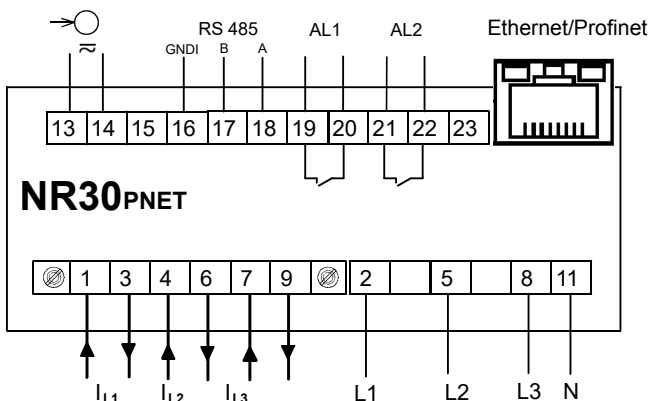 RS 485 AL1 AL2 Ethernet/Profinet
GNDI B A
13 14 15 16 17 18 19 20 21 22 23
NR30PNET
1 3 4 6 7 9 2 5 8 11
IL1 IL2 IL3 L1 L2 L3 N